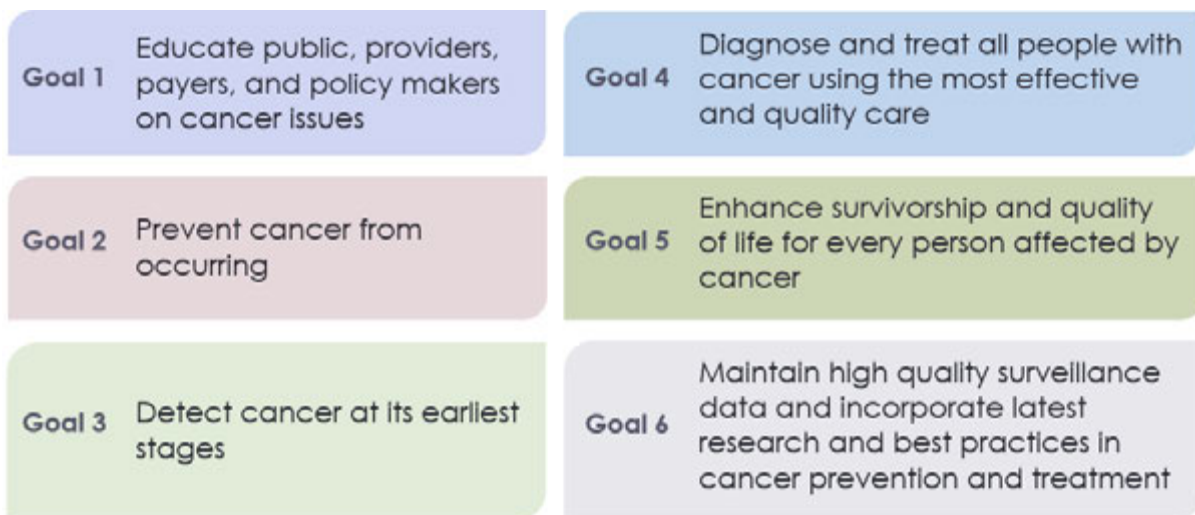 Goal 1
Educate public, providers,
payers, and policy makers
on cancer issues
Goal 2
Prevent cancer from
occurring
Goal 3
Detect cancer at its earliest
stages
Goal 4
Diagnose and treat all people with
cancer using the most effective
and quality care
Goal 5
Enhance survivorship and quality
of life for every person affected by
cancer
Goal 6
Maintain high quality surveillance
data and incorporate latest
research and best practices in
cancer prevention and treatment